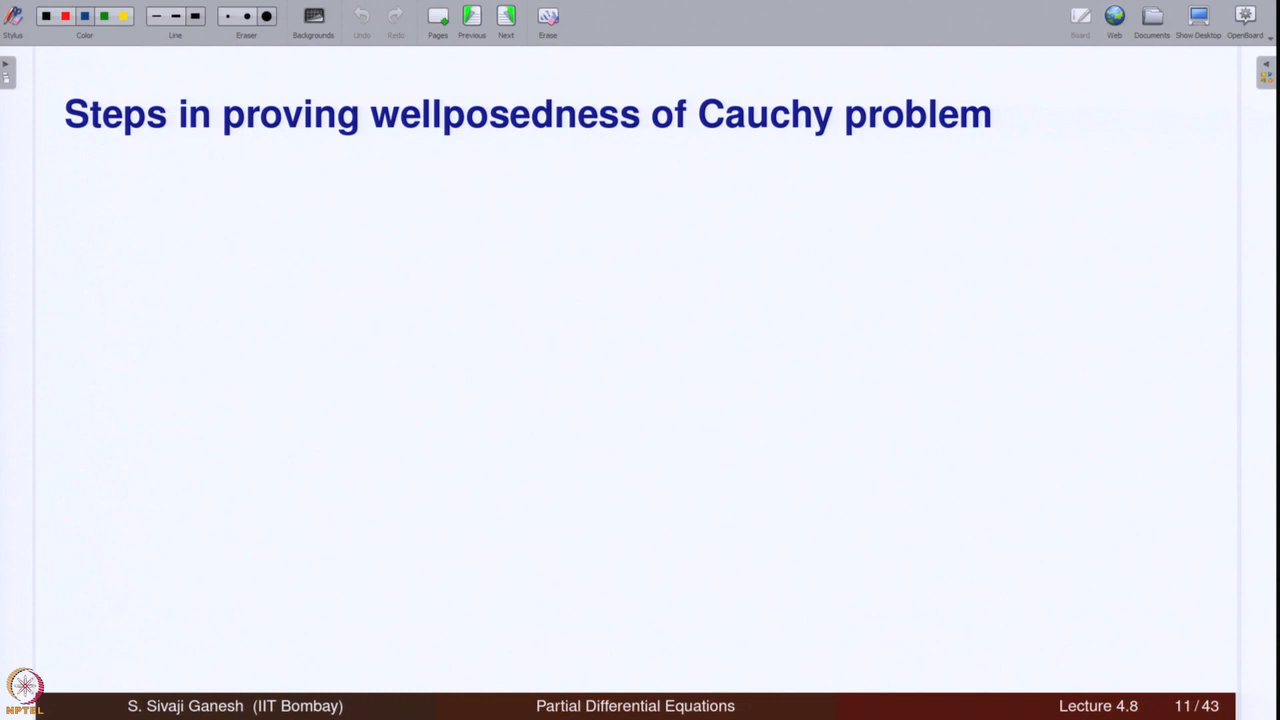 Stylus
Color
Line
Eraser
Backgrounds
Undo
Redo
Pages
Previous
Next
Erase
Board
Web
Documents
Show Desktop
OpenBoard
Steps in proving wellposedness of Cauchy problem
NPTEL
S. Sivaji Ganesh (IIT Bombay)
Partial Differential Equations
Lecture 4.8
11 / 43